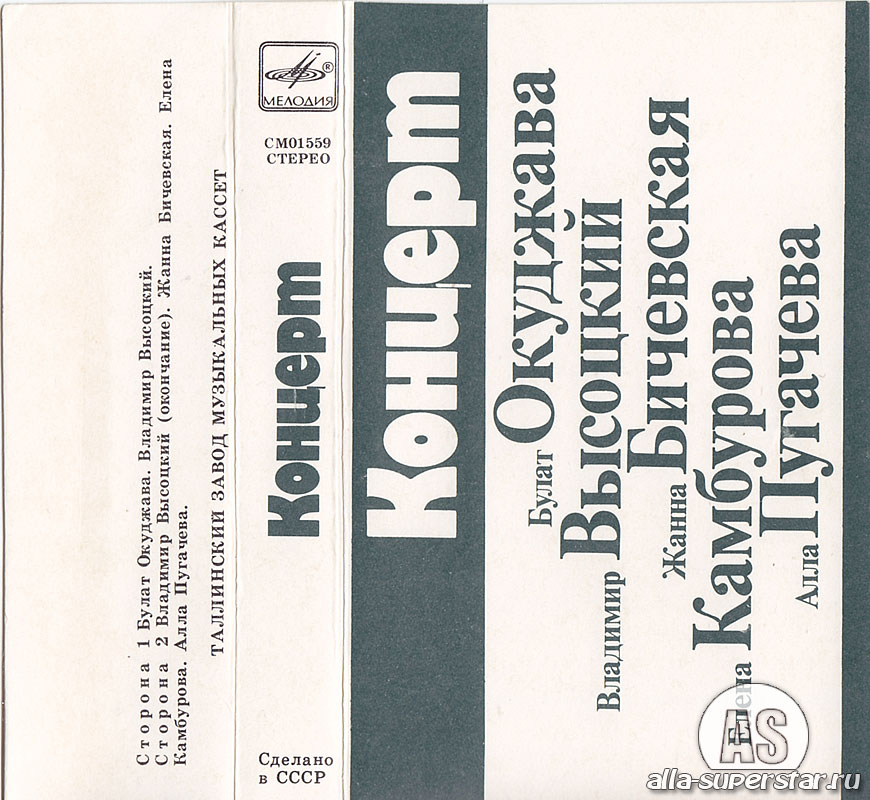 Сторона 1 Булат Окуджава. Владимир Высоцкий.
Сторона 2 Владимир Высоцкий (окончание). Жанна Бичевская. Елена
Камбурова. Алла Пугачева.
ТАЛЛИНСКИЙ ЗАВОД МУЗЫКАЛЬНЫХ КАССЕТ
МЕЛОДИЯ ®
СМ01559
СТЕРЕО
Концерт
Сделано
в СССР
Концерт
Булат Окуджава
Владимир Высоцкий
Жанна Бичевская
Елена Камбурова
Алла Пугачева
AS
alla-superstar.ru